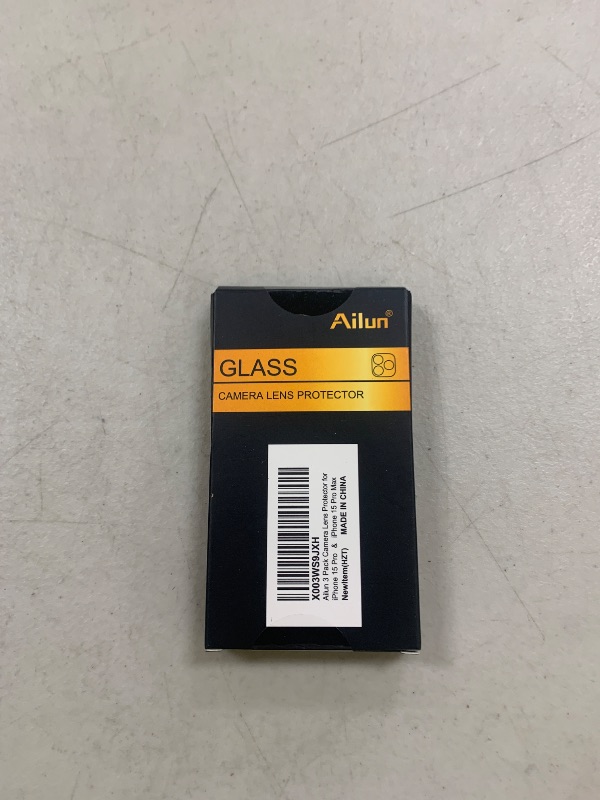 Ailun®
GLASS
CAMERA LENS PROTECTOR
X003WS9JXH
Ailun 3 Pack Camera Lens Protector for
iPhone 15 Pro & iPhone 15 Pro Max
NewItem(HZT) MADE IN CHINA